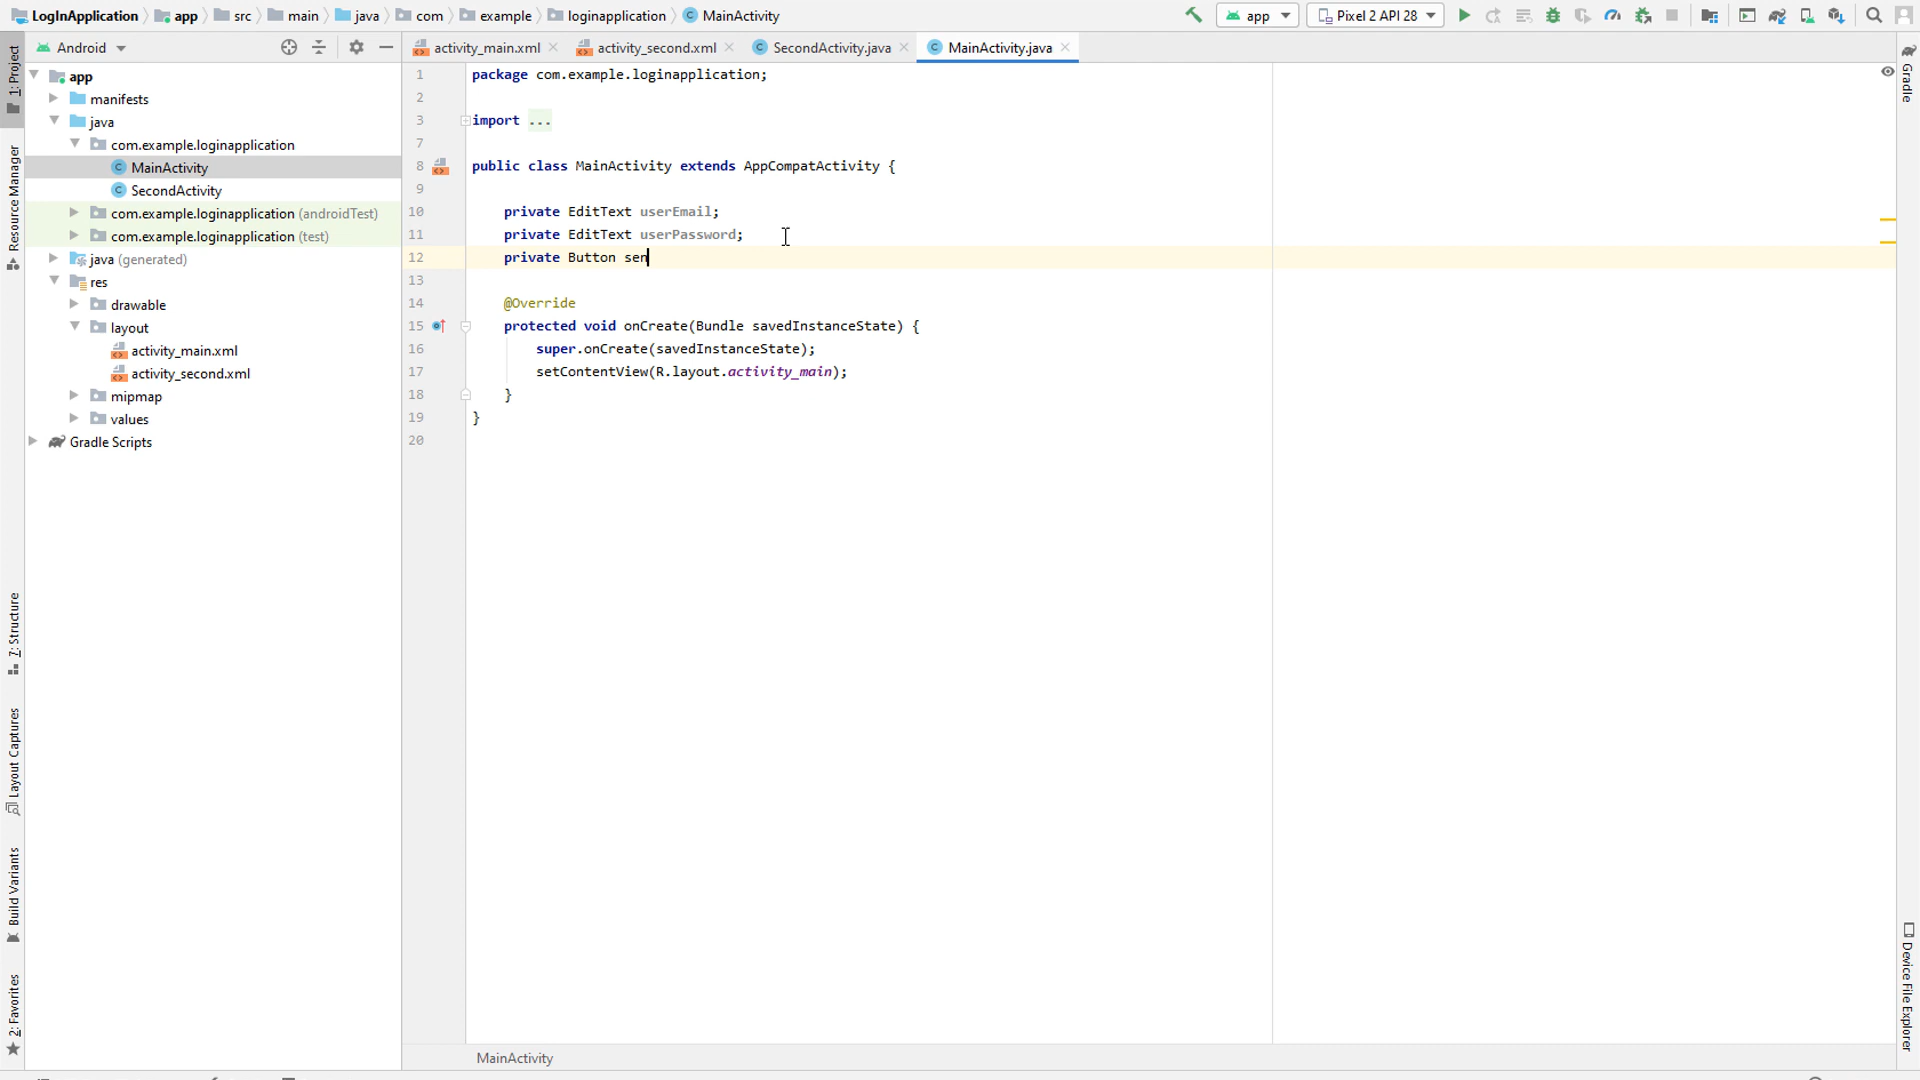 LogInApplication app src main java com example loginapplication MainActivity app Pixel 2 API 28
Android activity_main.xml activity_second.xml SecondActivity.java MainActivity.java
app
manifests
java
com.example.loginapplication
MainActivity
SecondActivity
com.example.loginapplication (androidTest)
com.example.loginapplication (test)
java (generated)
res
drawable
layout
activity_main.xml
activity_second.xml
mipmap
values
Gradle Scripts
1 package com.example.loginapplication;
2
3 import ...
7
8 public class MainActivity extends AppCompatActivity {
9
10 private EditText userEmail;
11 private EditText userPassword;
12 private Button sen
13
14 @Override
15 protected void onCreate(Bundle savedInstanceState) {
16 super.onCreate(savedInstanceState);
17 setContentView(R.layout.activity_main);
18 }
19 }
20
MainActivity
1: Project
Resource Manager
7: Structure
Layout Captures
Build Variants
2: Favorites
Gradle
Device File Explorer